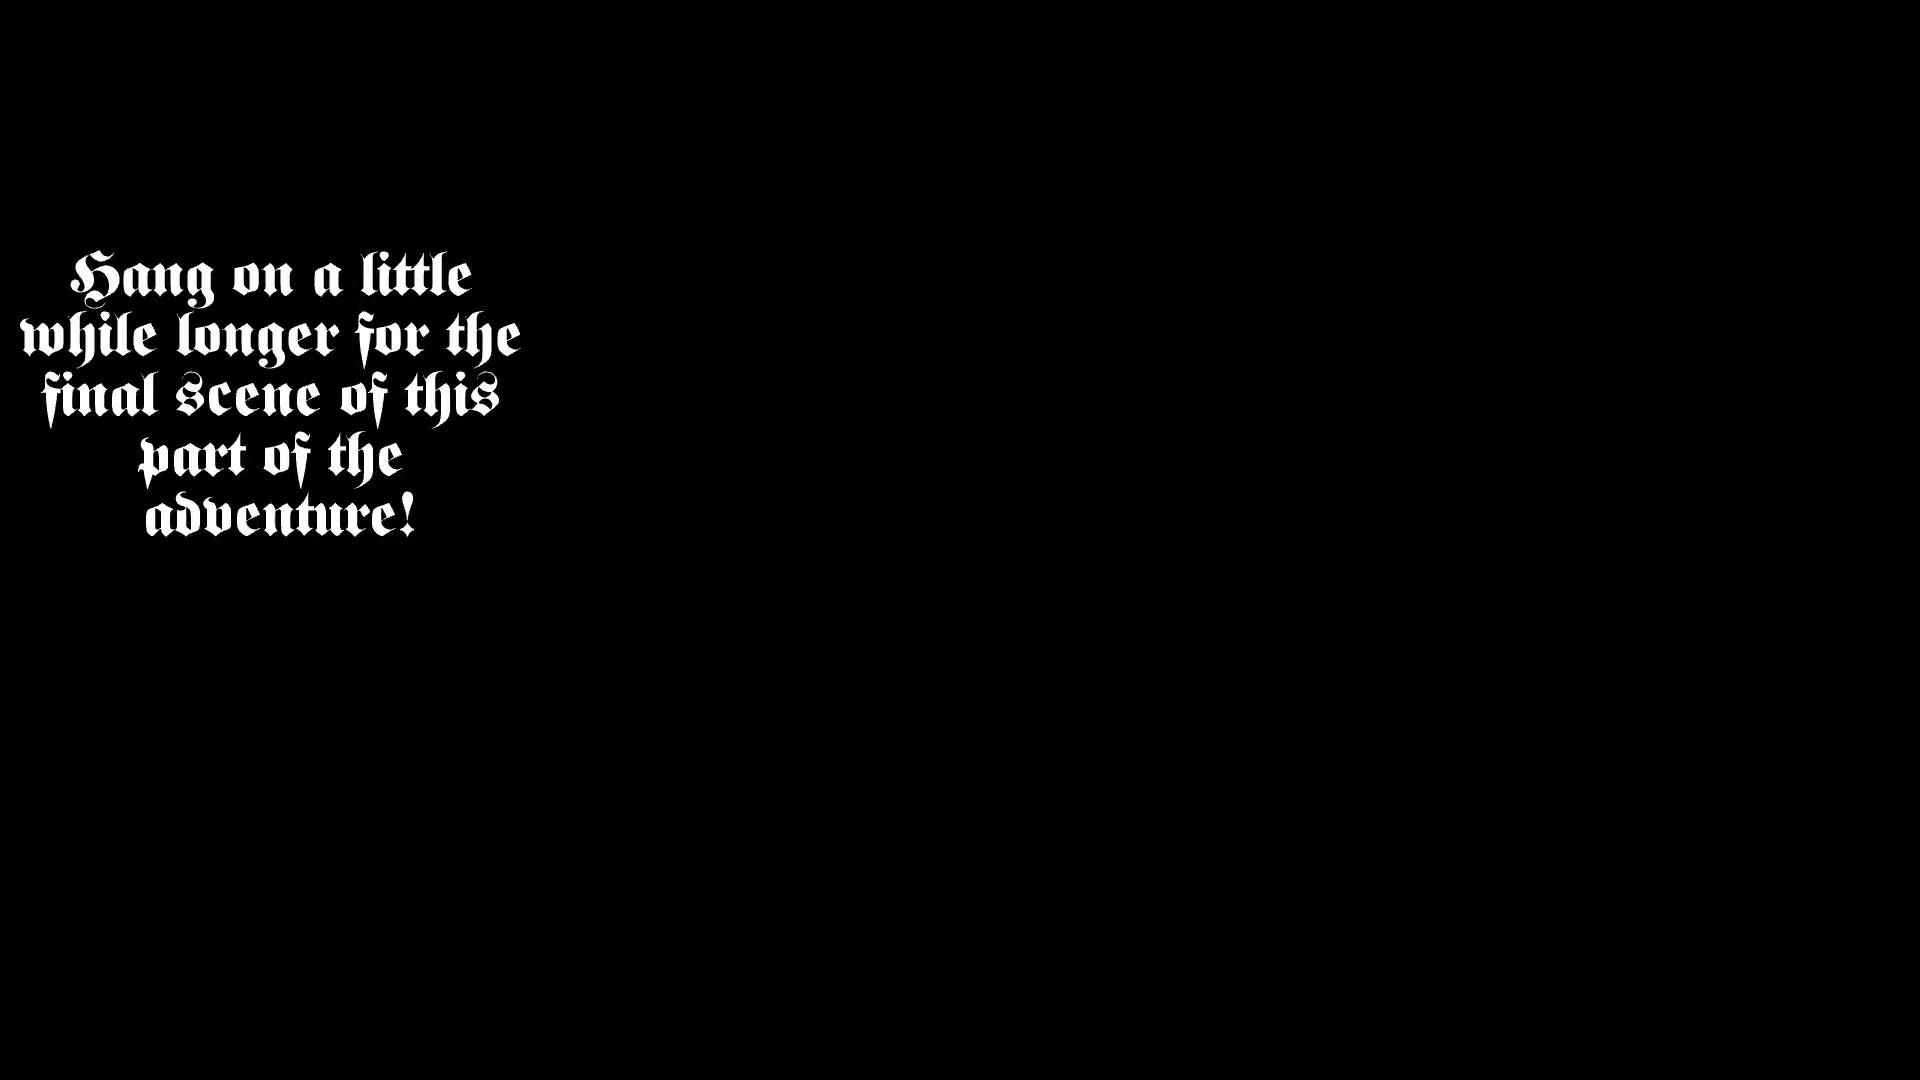 Hang on a little
while longer for the
final scene of this
part of the
adventure!